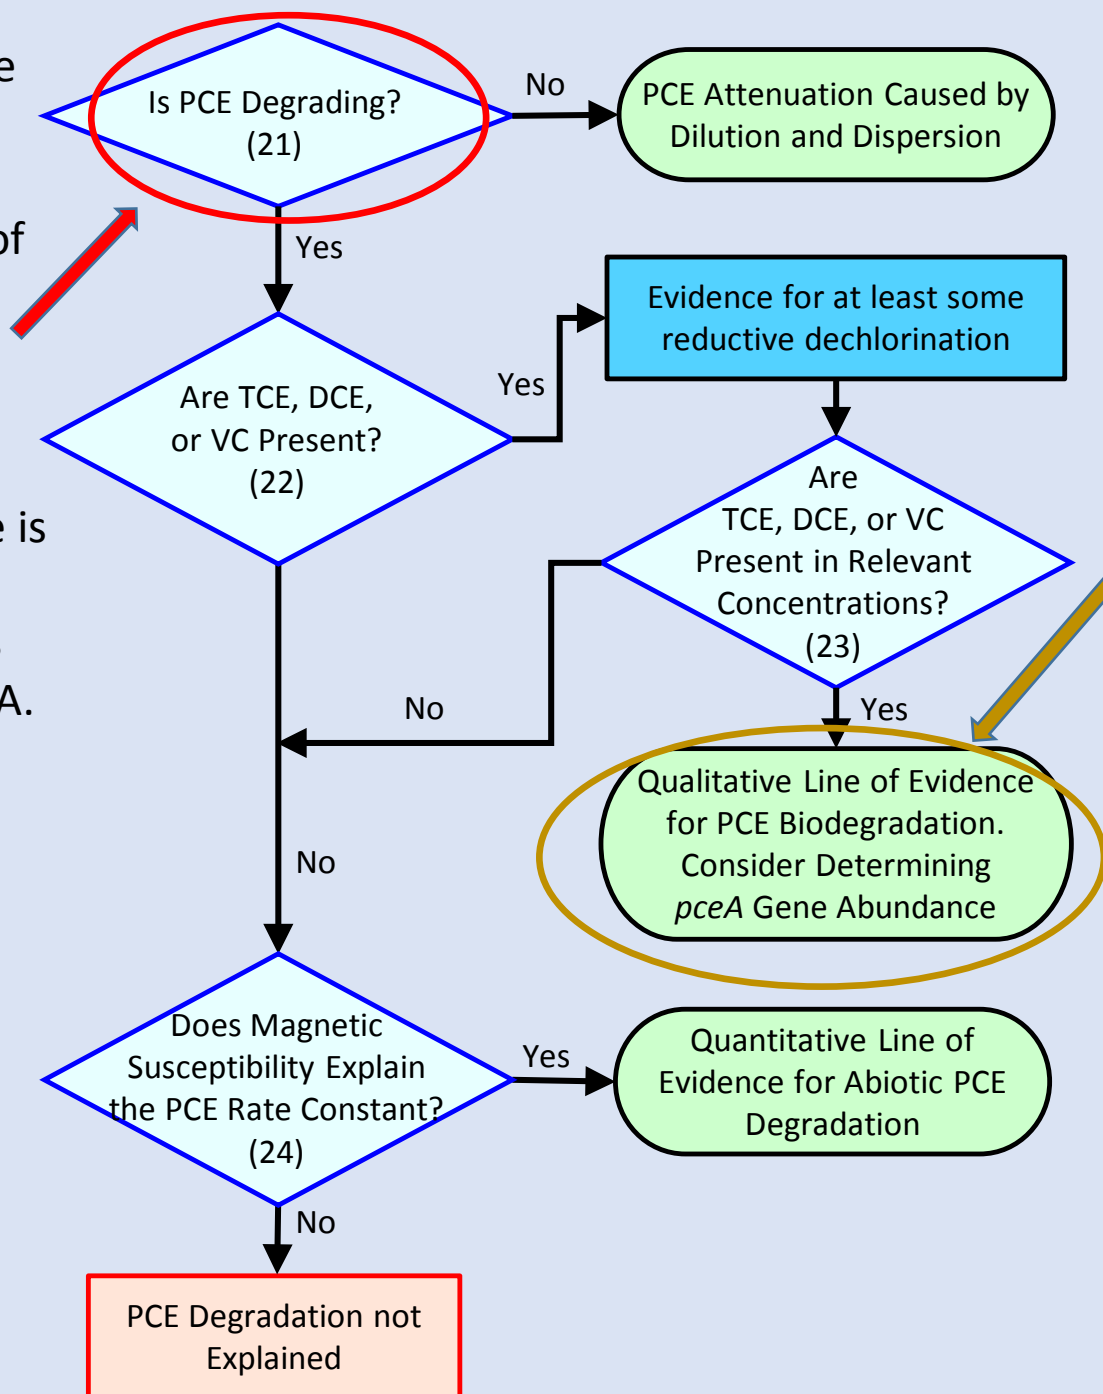 e
of
e is
A.
Is PCE Degrading?
(21)
No
PCE Attenuation Caused by
Dilution and Dispersion
Yes
Are TCE, DCE,
or VC Present?
(22)
Yes
Evidence for at least some
reductive dechlorination
Are
TCE, DCE, or VC
Present in Relevant
Concentrations?
(23)
No
Yes
Qualitative Line of Evidence
for PCE Biodegradation.
Consider Determining
pceA Gene Abundance
No
Does Magnetic
Susceptibility Explain
the PCE Rate Constant?
(24)
Yes
Quantitative Line of
Evidence for Abiotic PCE
Degradation
No
PCE Degradation not
Explained